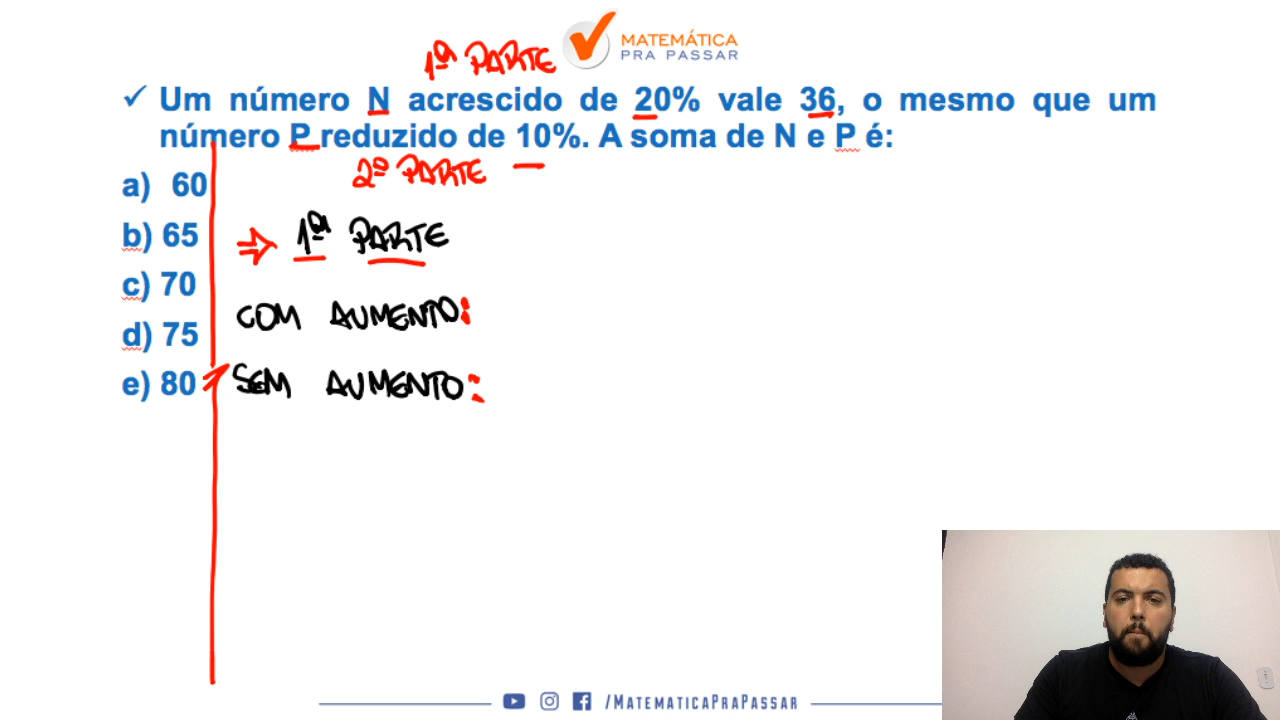 MATEMÁTICA
PRA PASSAR
1ª PARTE
✓ Um número N acrescido de 20% vale 36, o mesmo que um
número P reduzido de 10%. A soma de N e P é:
2ª PARTE
a) 60
b) 65
c) 70
d) 75
e) 80
⇒ 1ª PARTE
COM AUMENTO:
SEM AUMENTO:
/MATEMATICAPRAPASSAR